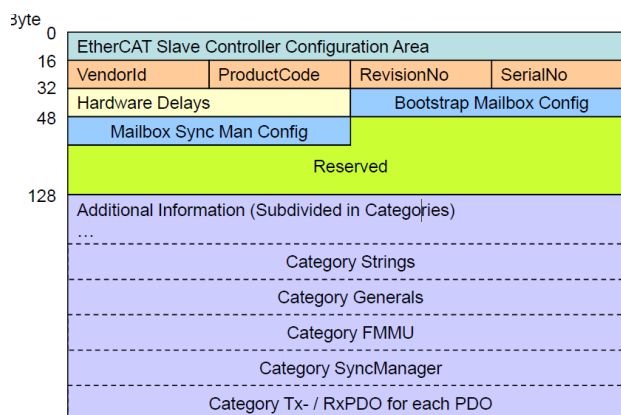 Byte
0
EtherCAT Slave Controller Configuration Area
16
VendorId ProductCode RevisionNo SerialNo
32
Hardware Delays Bootstrap Mailbox Config
48
Mailbox Sync Man Config
Reserved
128
Additional Information (Subdivided in Categories)
...
Category Strings
Category Generals
Category FMMU
Category SyncManager
Category Tx- / RxPDO for each PDO